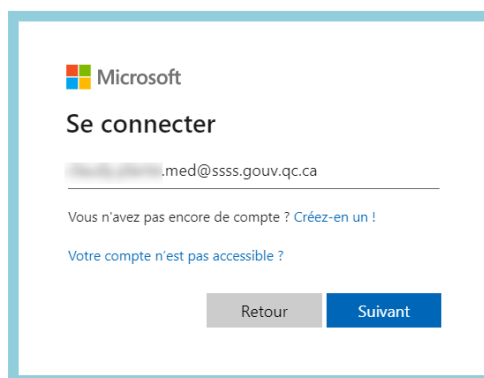 Microsoft
Se connecter
.med@ssss.gouv.qc.ca
Vous n'avez pas encore de compte ? Créez-en un !
Votre compte n'est pas accessible ?
Retour
Suivant